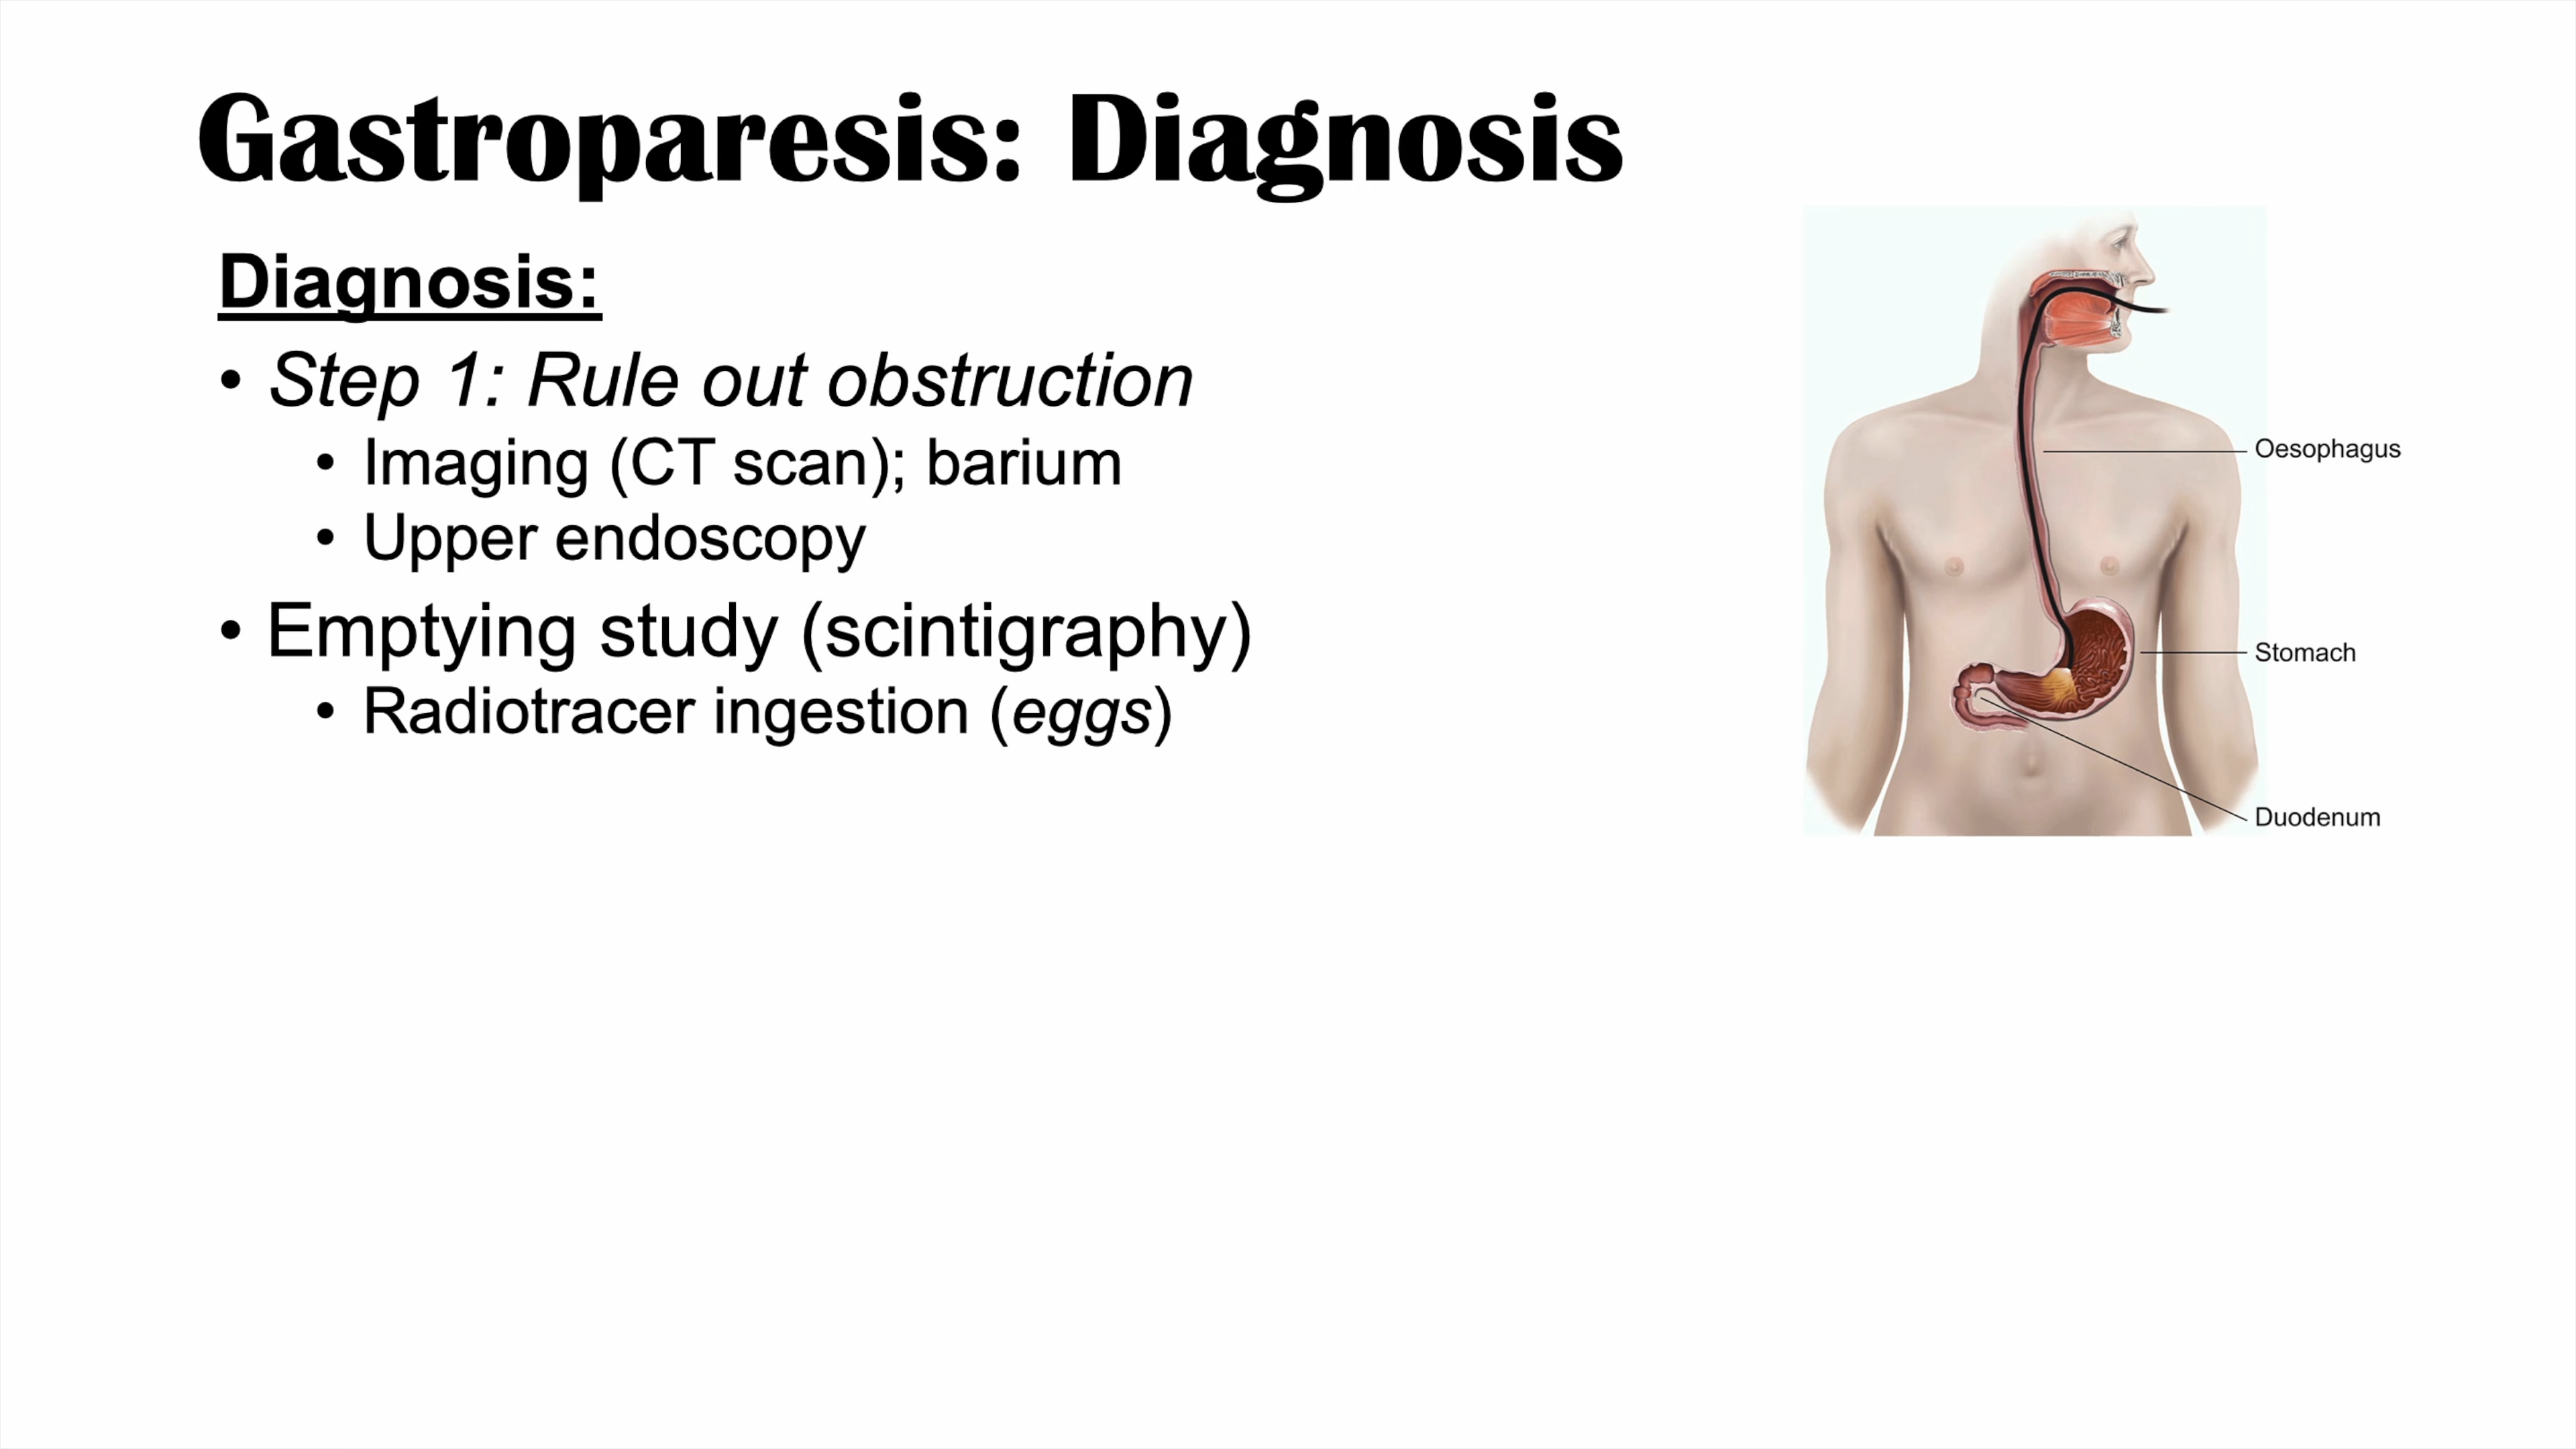 Gastroparesis: Diagnosis
Diagnosis:
• Step 1: Rule out obstruction
• Imaging (CT scan); barium
• Upper endoscopy
• Emptying study (scintigraphy)
• Radiotracer ingestion (eggs)
Oesophagus
Stomach
Duodenum